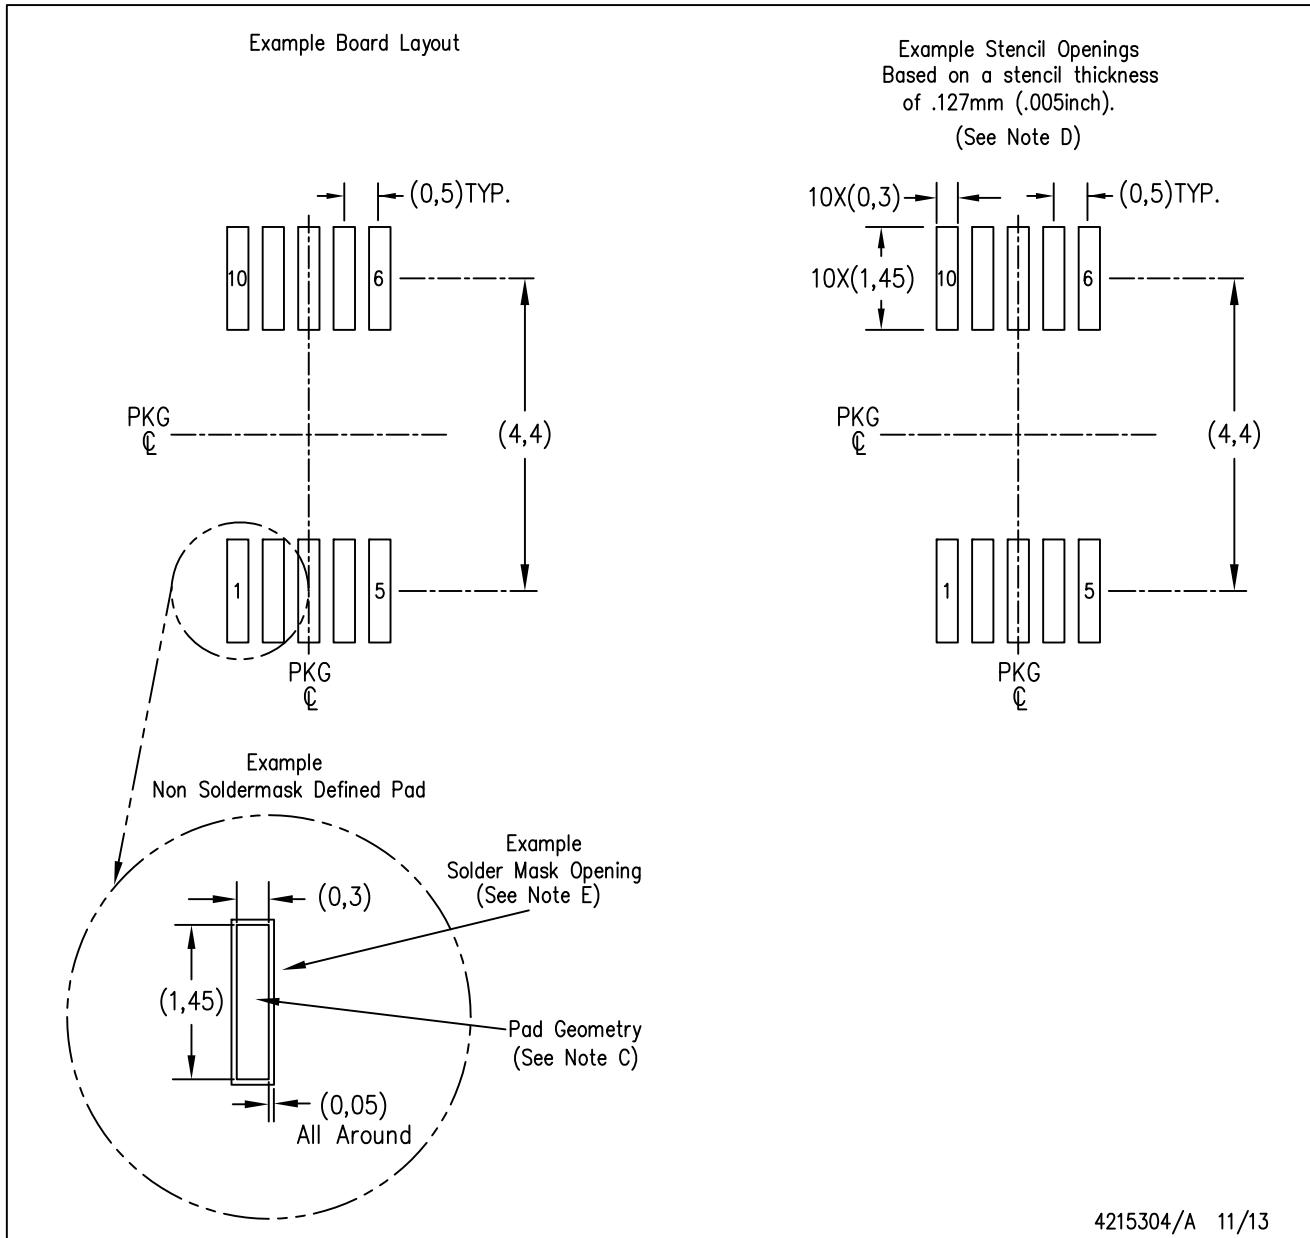 Example Board Layout
(0,5)TYP.
10
6
PKG
℄
(4,4)
1
5
PKG
℄
Example
Non Soldermask Defined Pad
Example
Solder Mask Opening
(See Note E)
(0,3)
(1,45)
Pad Geometry
(See Note C)
(0,05)
All Around
Example Stencil Openings
Based on a stencil thickness
of .127mm (.005inch).
(See Note D)
10X(0,3)
(0,5)TYP.
10X(1,45)
10
6
PKG
℄
(4,4)
1
5
PKG
℄
4215304/A 11/13